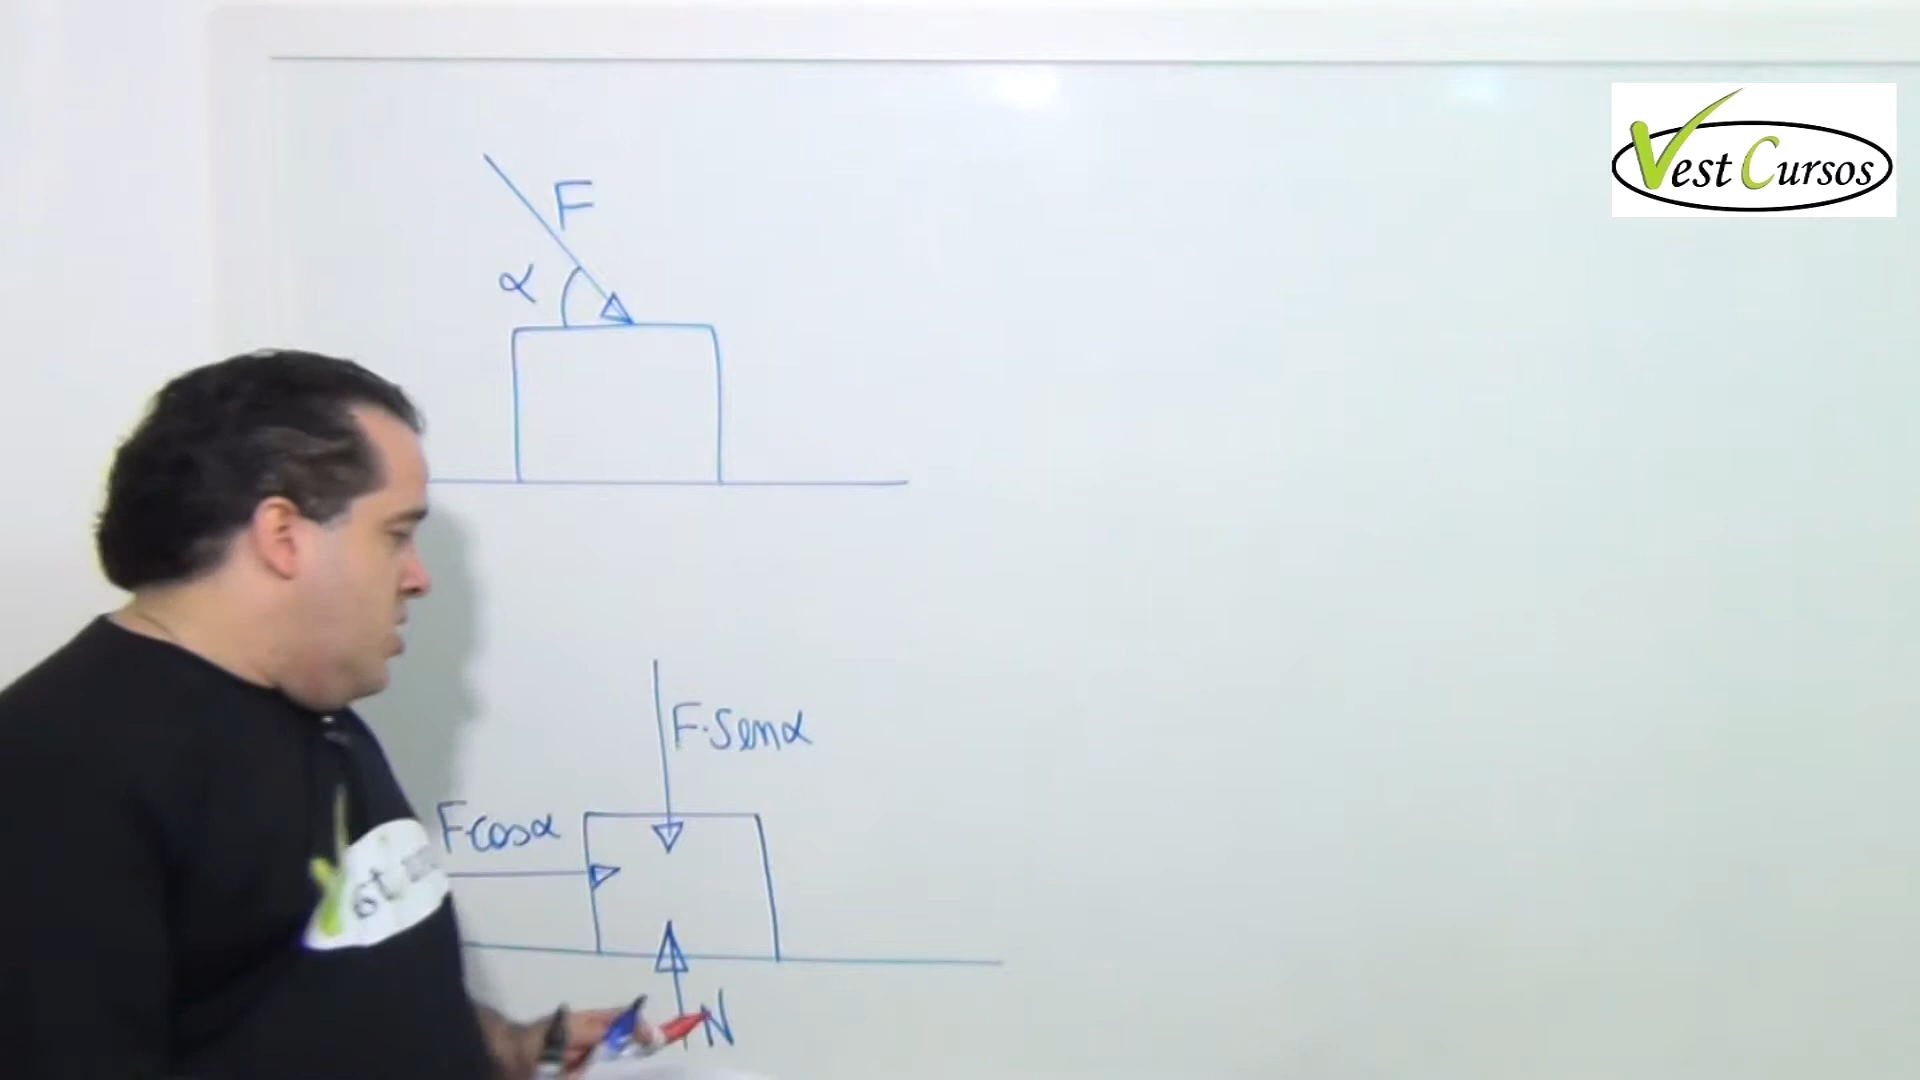 Vest Cursos
F
α
F·Senα
F·cosα
N